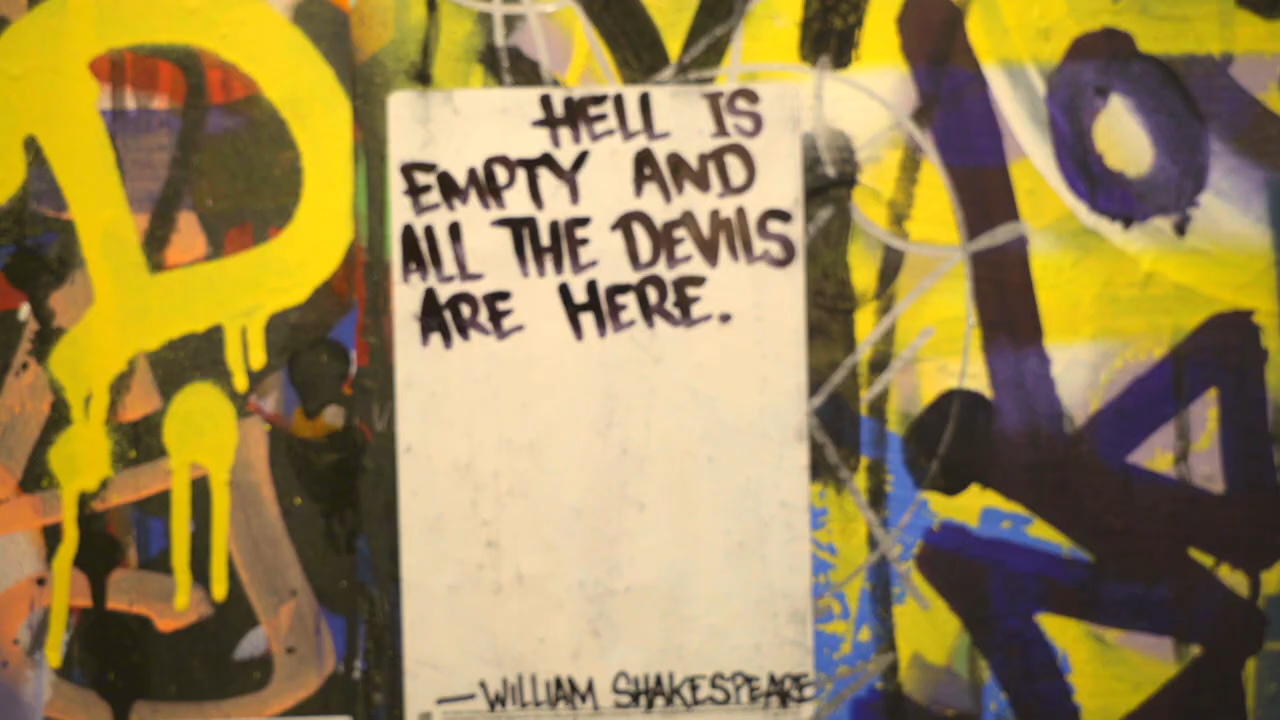 HELL IS
EMPTY AND
ALL THE DEVILS
ARE HERE.
—WILLIAM SHAKESPEARE